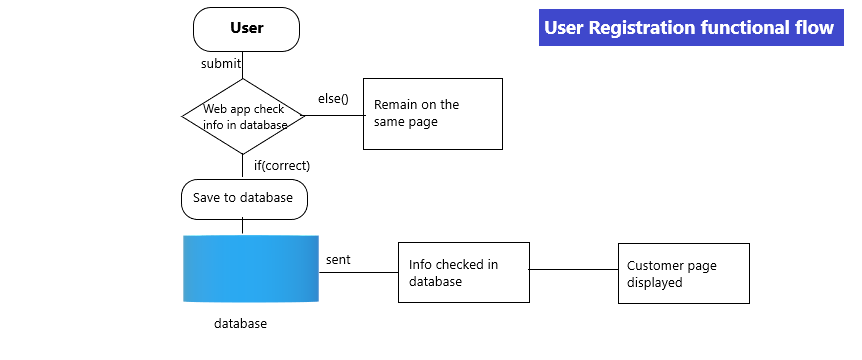 User
User Registration functional flow
submit
Web app check
info in database
else()
Remain on the
same page
if(correct)
Save to database
sent
Info checked in
database
Customer page
displayed
database